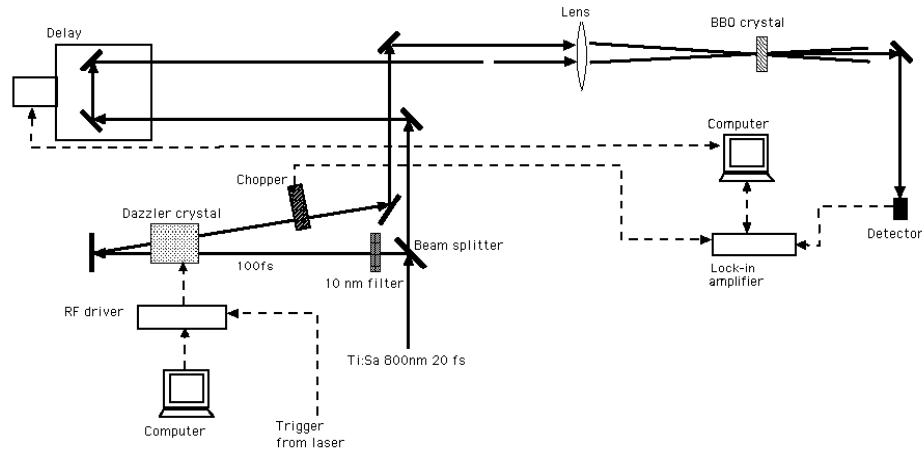 Delay
Lens
BBO crystal
Computer
Chopper
Dazzler crystal
Beam splitter
Detector
100fs
10 nm filter
Lock-in
amplifier
RF driver
Ti:Sa 800nm 20 fs
Computer
Trigger
from laser